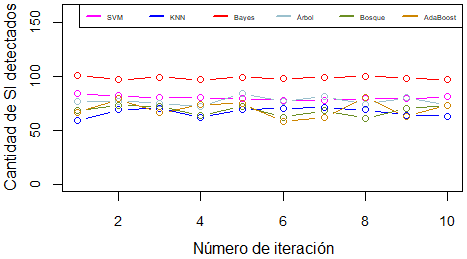 SVM KNN Bayes Árbol Bosque AdaBoost
Cantidad de SI detectados
150
100
50
0
2 4 6 8 10
Número de iteración